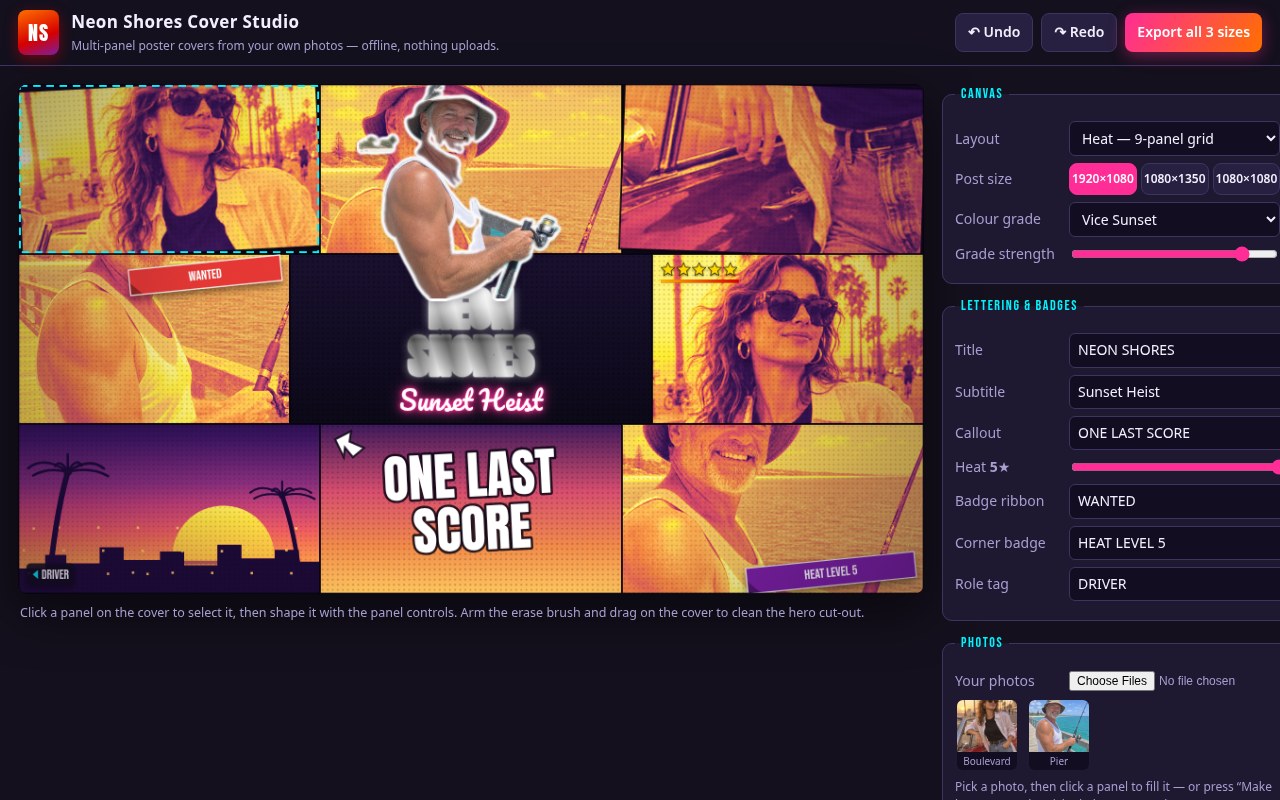 NS
Neon Shores Cover Studio
Multi-panel poster covers from your own photos — offline, nothing uploads.
↶ Undo
↷ Redo
Export all 3 sizes
WANTED
NEON
SHORES
Sunset Heist
DRIVER
ONE LAST
SCORE
HEAT LEVEL 5
Click a panel on the cover to select it, then shape it with the panel controls. Arm the erase brush and drag on the cover to clean the hero cut-out.
CANVAS
Layout
Heat — 9-panel grid
Post size
1920×1080
1080×1350
1080×1080
Colour grade
Vice Sunset
Grade strength
LETTERING & BADGES
Title
NEON SHORES
Subtitle
Sunset Heist
Callout
ONE LAST SCORE
Heat 5★
Badge ribbon
WANTED
Corner badge
HEAT LEVEL 5
Role tag
DRIVER
PHOTOS
Your photos
Choose Files
No file chosen
Boulevard
Pier
Pick a photo, then click a panel to fill it — or press “Make